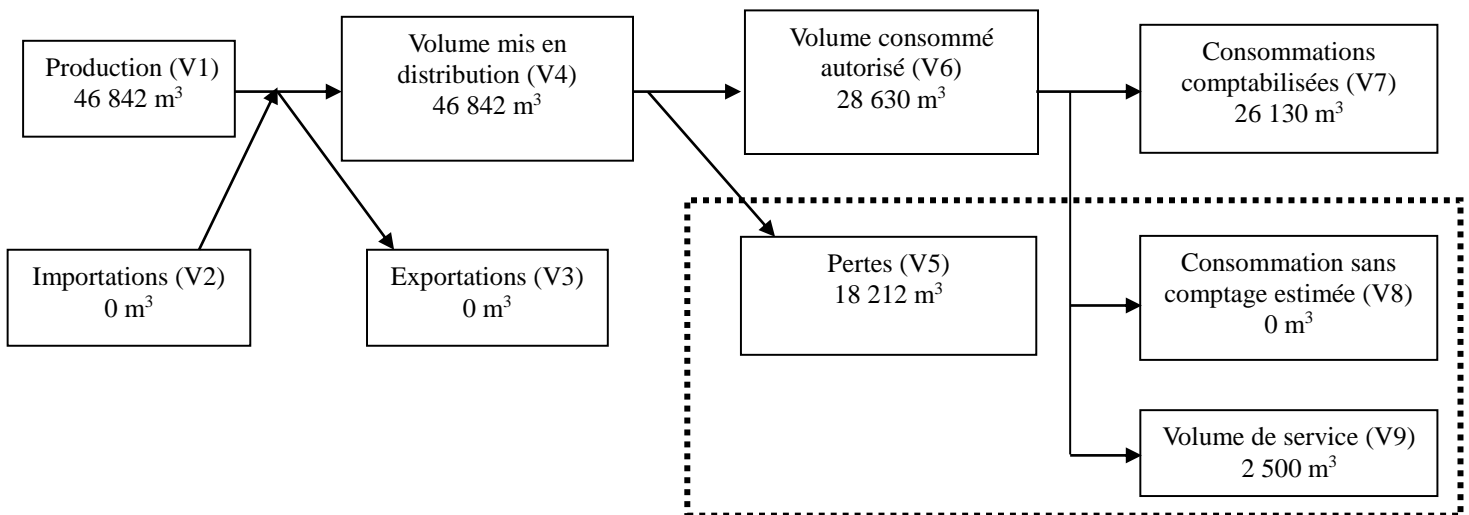 Production (V1)
46 842 m³
Volume mis en
distribution (V4)
46 842 m³
Volume consommé
autorisé (V6)
28 630 m³
Consommations
comptabilisées (V7)
26 130 m³
Importations (V2)
0 m³
Exportations (V3)
0 m³
Pertes (V5)
18 212 m³
Consommation sans
comptage estimée (V8)
0 m³
Volume de service (V9)
2 500 m³